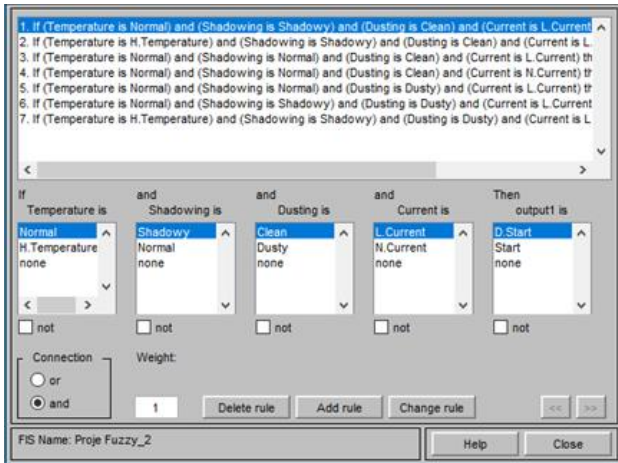 1. If (Temperature is Normal) and (Shadowing is Shadowy) and (Dusting is Clean) and (Current is L.Current
2. If (Temperature is H.Temperature) and (Shadowing is Shadowy) and (Dusting is Clean) and (Current is L.
3. If (Temperature is Normal) and (Shadowing is Normal) and (Dusting is Clean) and (Current is L.Current) th
4. If (Temperature is Normal) and (Shadowing is Normal) and (Dusting is Clean) and (Current is N.Current) th
5. If (Temperature is Normal) and (Shadowing is Normal) and (Dusting is Dusty) and (Current is L.Current) th
6. If (Temperature is Normal) and (Shadowing is Shadowy) and (Dusting is Dusty) and (Current is L.Current
7. If (Temperature is H.Temperature) and (Shadowing is Shadowy) and (Dusting is Dusty) and (Current is L
If and and and Then
Temperature is Shadowing is Dusting is Current is output1 is
Normal Shadowy Clean L.Current D.Start
H.Temperature Normal Dusty N.Current Start
none none none none none
not not not not not
Connection Weight:
or
and 1 Delete rule Add rule Change rule << >>
FIS Name: Proje Fuzzy_2 Help Close